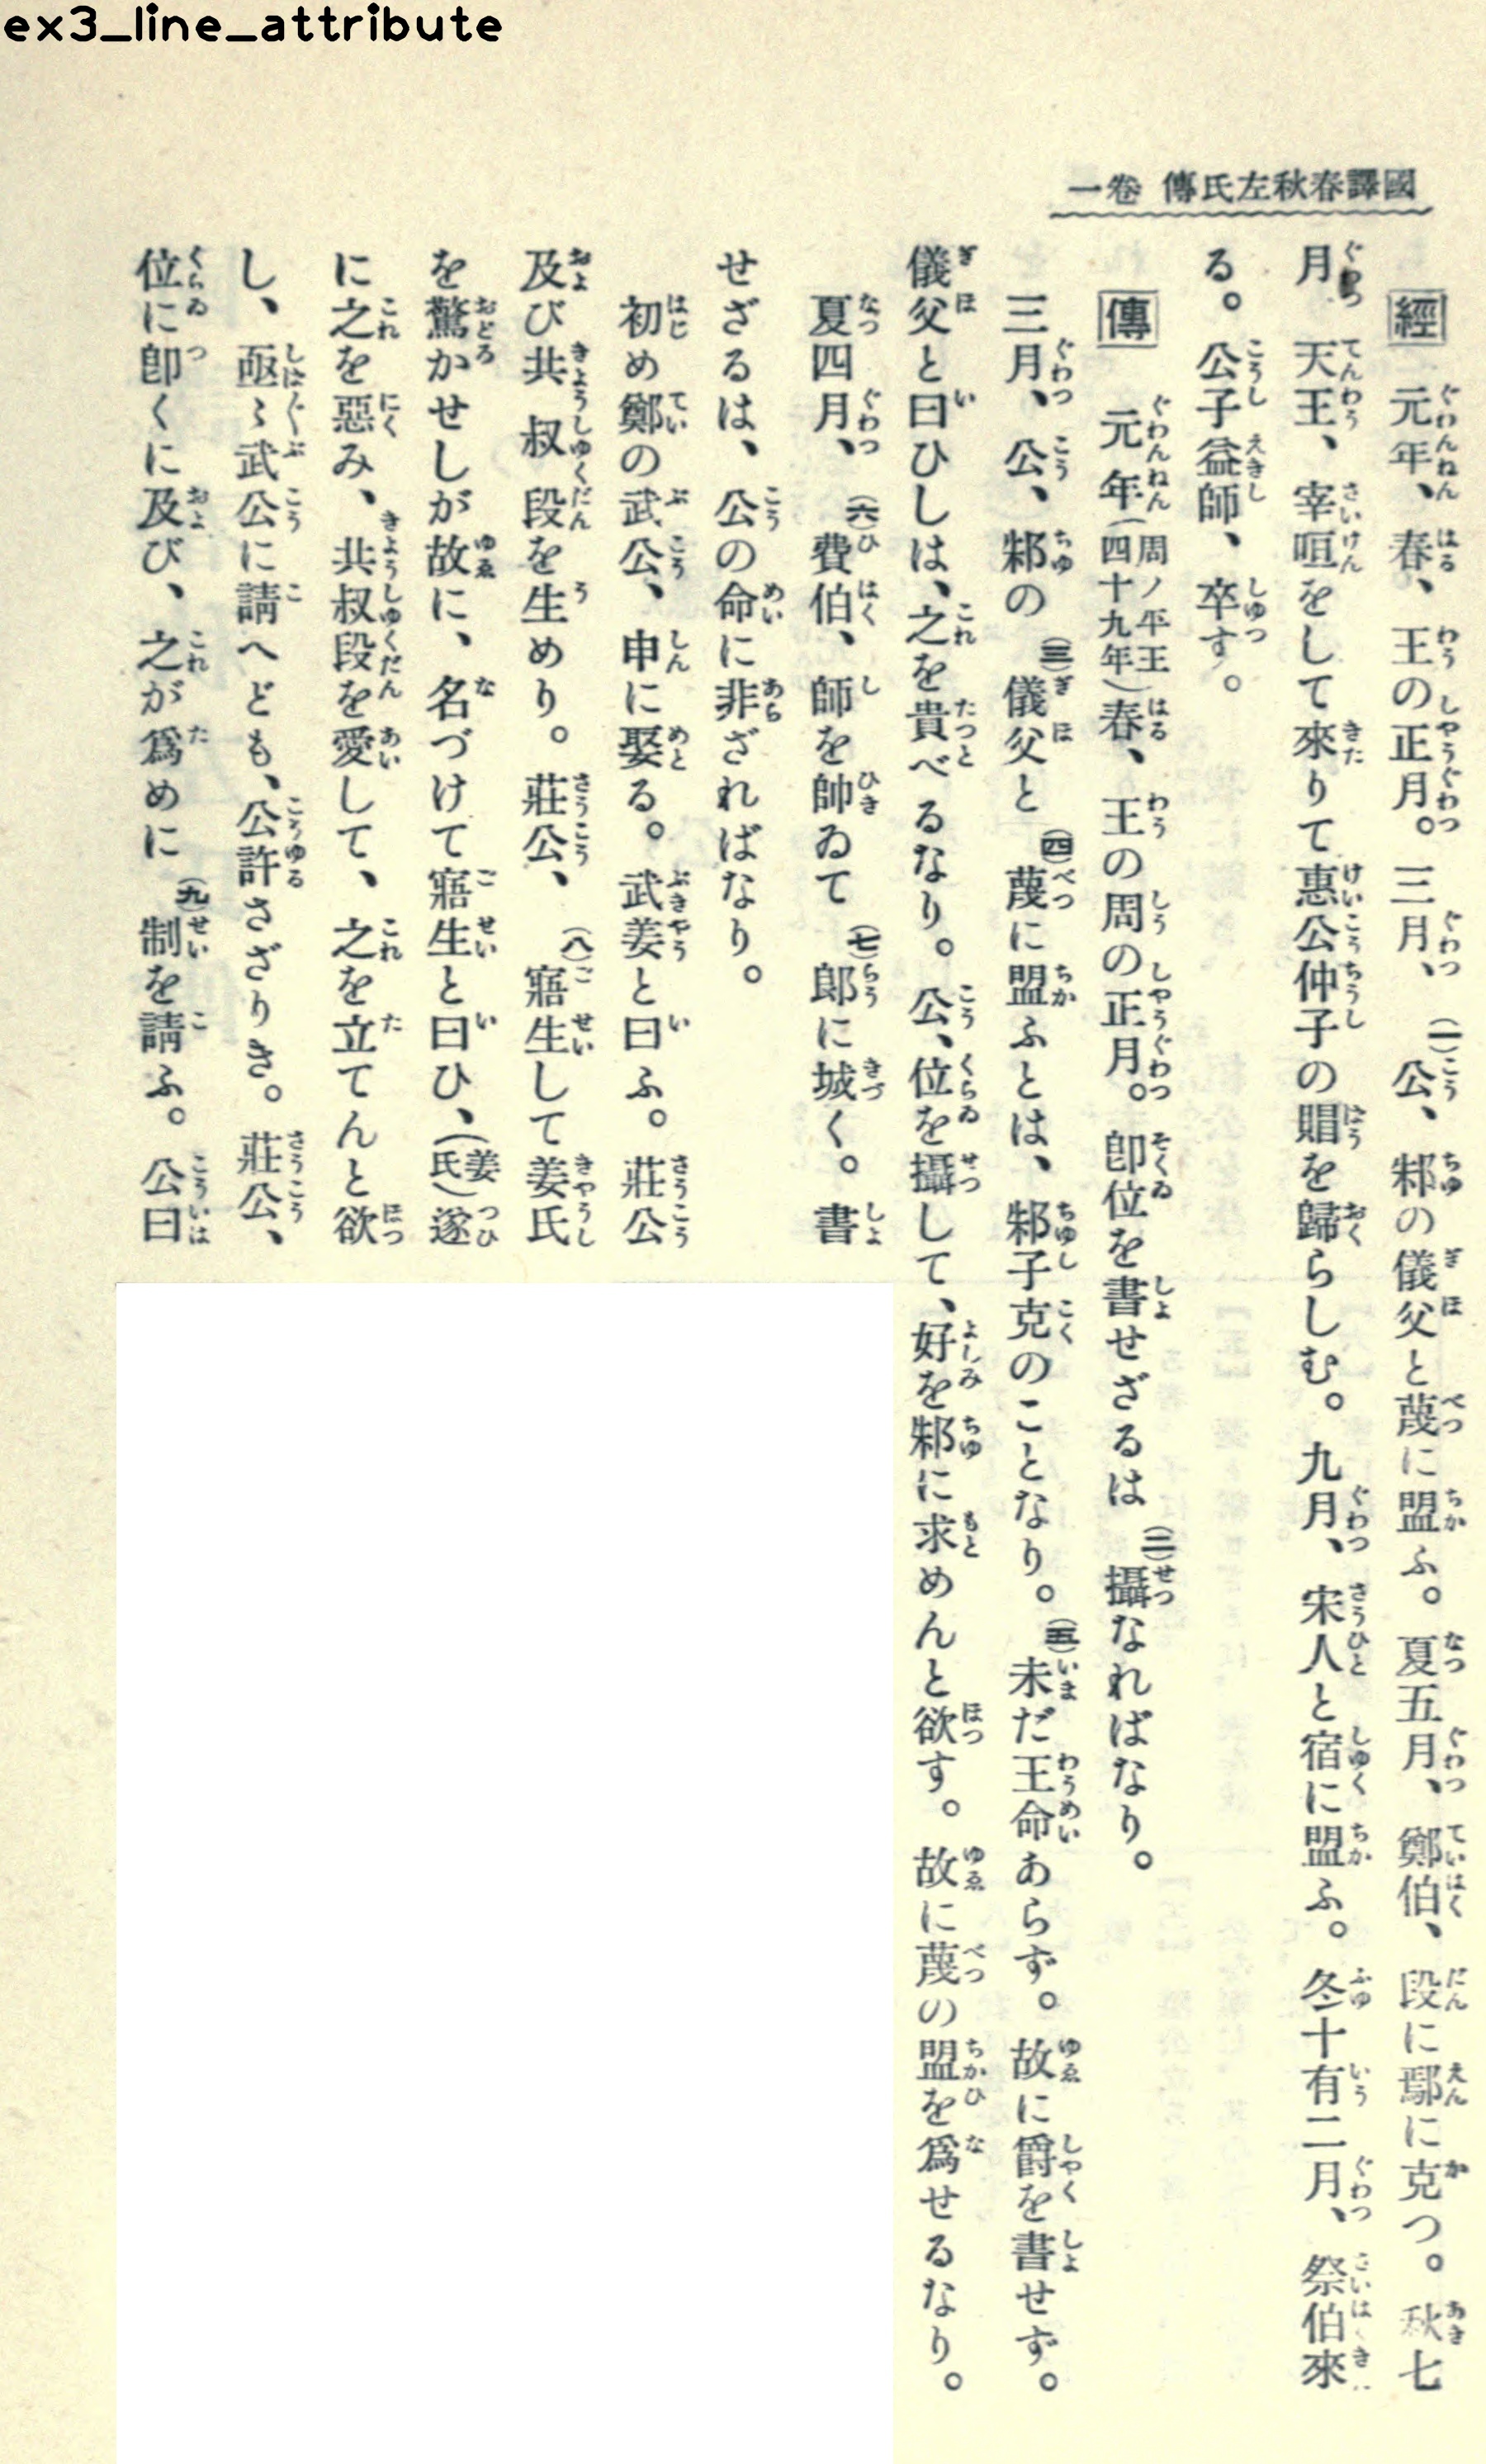 ex3_line_attribute
國譯春秋左氏傳 卷一
經 元年、春、王の正月。三月、(一)公、邾の儀父と蔑に盟ふ。夏五月、鄭伯、段に鄢に克つ。秋七
月、天王、宰咺をして來りて惠公仲子の賵を歸らしむ。九月、宋人と宿に盟ふ。冬十有二月、祭伯來
る。公子益師、卒す。
傳 元年(周ノ平王四十九年)春、王の周の正月。卽位を書せざるは(二)攝なればなり。
三月、公、邾の(三)儀父と(四)蔑に盟ふとは、邾子克のことなり。(五)未だ王命あらず。故に爵を書せず。
儀父と曰ひしは、之を貴べるなり。公、位を攝して、好を邾に求めんと欲す。故に蔑の盟を爲せるなり。
夏四月、(六)費伯、師を帥ゐて(七)郎に城く。書
せざるは、公の命に非ざればなり。
初め鄭の武公、申に娶る。武姜と曰ふ。莊公
及び共叔段を生めり。莊公、(八)寤生して姜氏
を驚かせしが故に、名づけて寤生と曰ひ、(姜氏)遂
に之を惡み、共叔段を愛して、之を立てんと欲
し、亟〻武公に請へども、公許さざりき。莊公、
位に卽くに及び、之が爲めに(九)制を請ふ。公曰